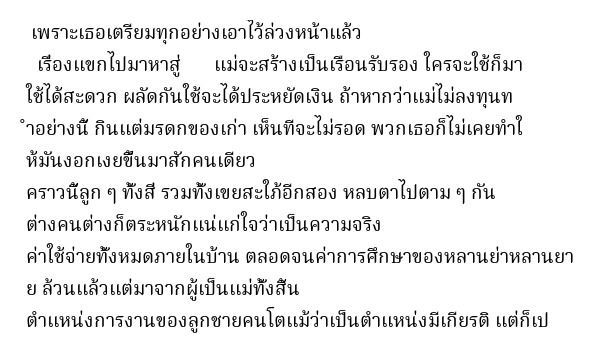 เพราะเธอเตรียมทุกอย่างเอาไว้ล่วงหน้าแล้ว
เรื่องแขกไปมาหาสู่ แม่จะสร้างเป็นเรือนรับรอง ใครจะใช้ก็มา
ใช้ได้สะดวก ผลัดกันใช้จะได้ประหยัดเงิน ถ้าหากว่าแม่ไม่ลงทุนท
ำอย่างนี้ กินแต่มรดกของเก่า เห็นทีจะไม่รอด พวกเธอก็ไม่เคยทำใ
ห้มันงอกเงยขึ้นมาสักคนเดียว
คราวนี้ลูก ๆ ทั้งสี่ รวมทั้งเขยสะใภ้อีกสอง หลบตาไปตาม ๆ กัน
ต่างคนต่างก็ตระหนักแน่แก่ใจว่าเป็นความจริง
ค่าใช้จ่ายทั้งหมดภายในบ้าน ตลอดจนค่าการศึกษาของหลานย่าหลานยา
ย ล้วนแล้วแต่มาจากผู้เป็นแม่ทั้งสิ้น
ตำแหน่งการงานของลูกชายคนโตแม้ว่าเป็นตำแหน่งมีเกียรติ แต่ก็เป